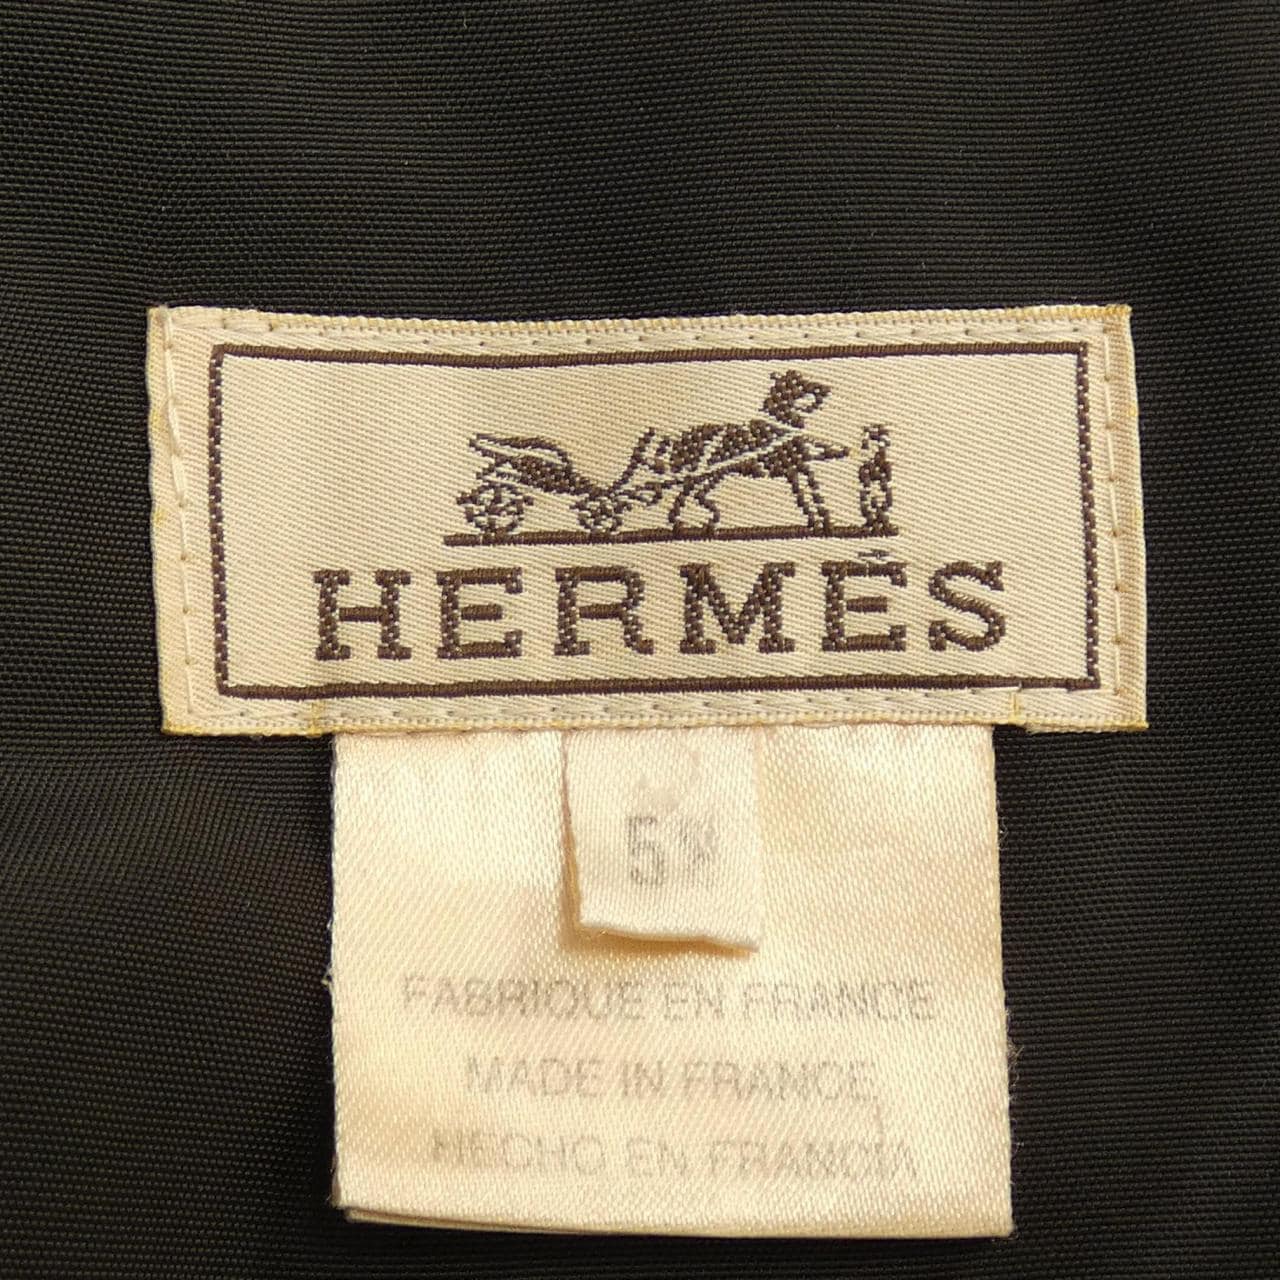 HERMÈS
FABRIQUE EN FRANCE
MADE IN FRANCE
HECHO EN FRANCIA